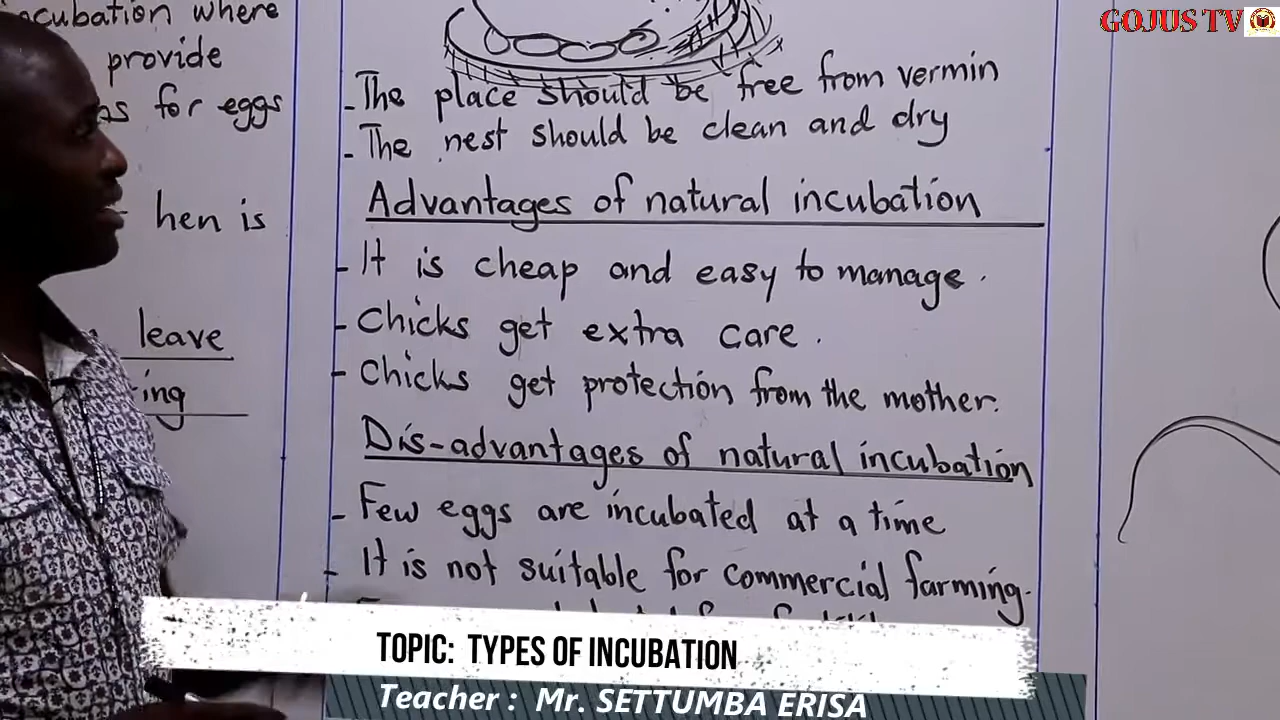 GOJUS TV
ncubation where
provide
for eggs
hen is
leave
ing
-The place should be free from vermin
-The nest should be clean and dry
Advantages of natural incubation
-It is cheap and easy to manage.
-Chicks get extra care.
-Chicks get protection from the mother.
Dis-advantages of natural incubation
-Few eggs are incubated at a time
-It is not suitable for commercial farming.
TOPIC: TYPES OF INCUBATION
Teacher : Mr. SETTUMBA ERISA